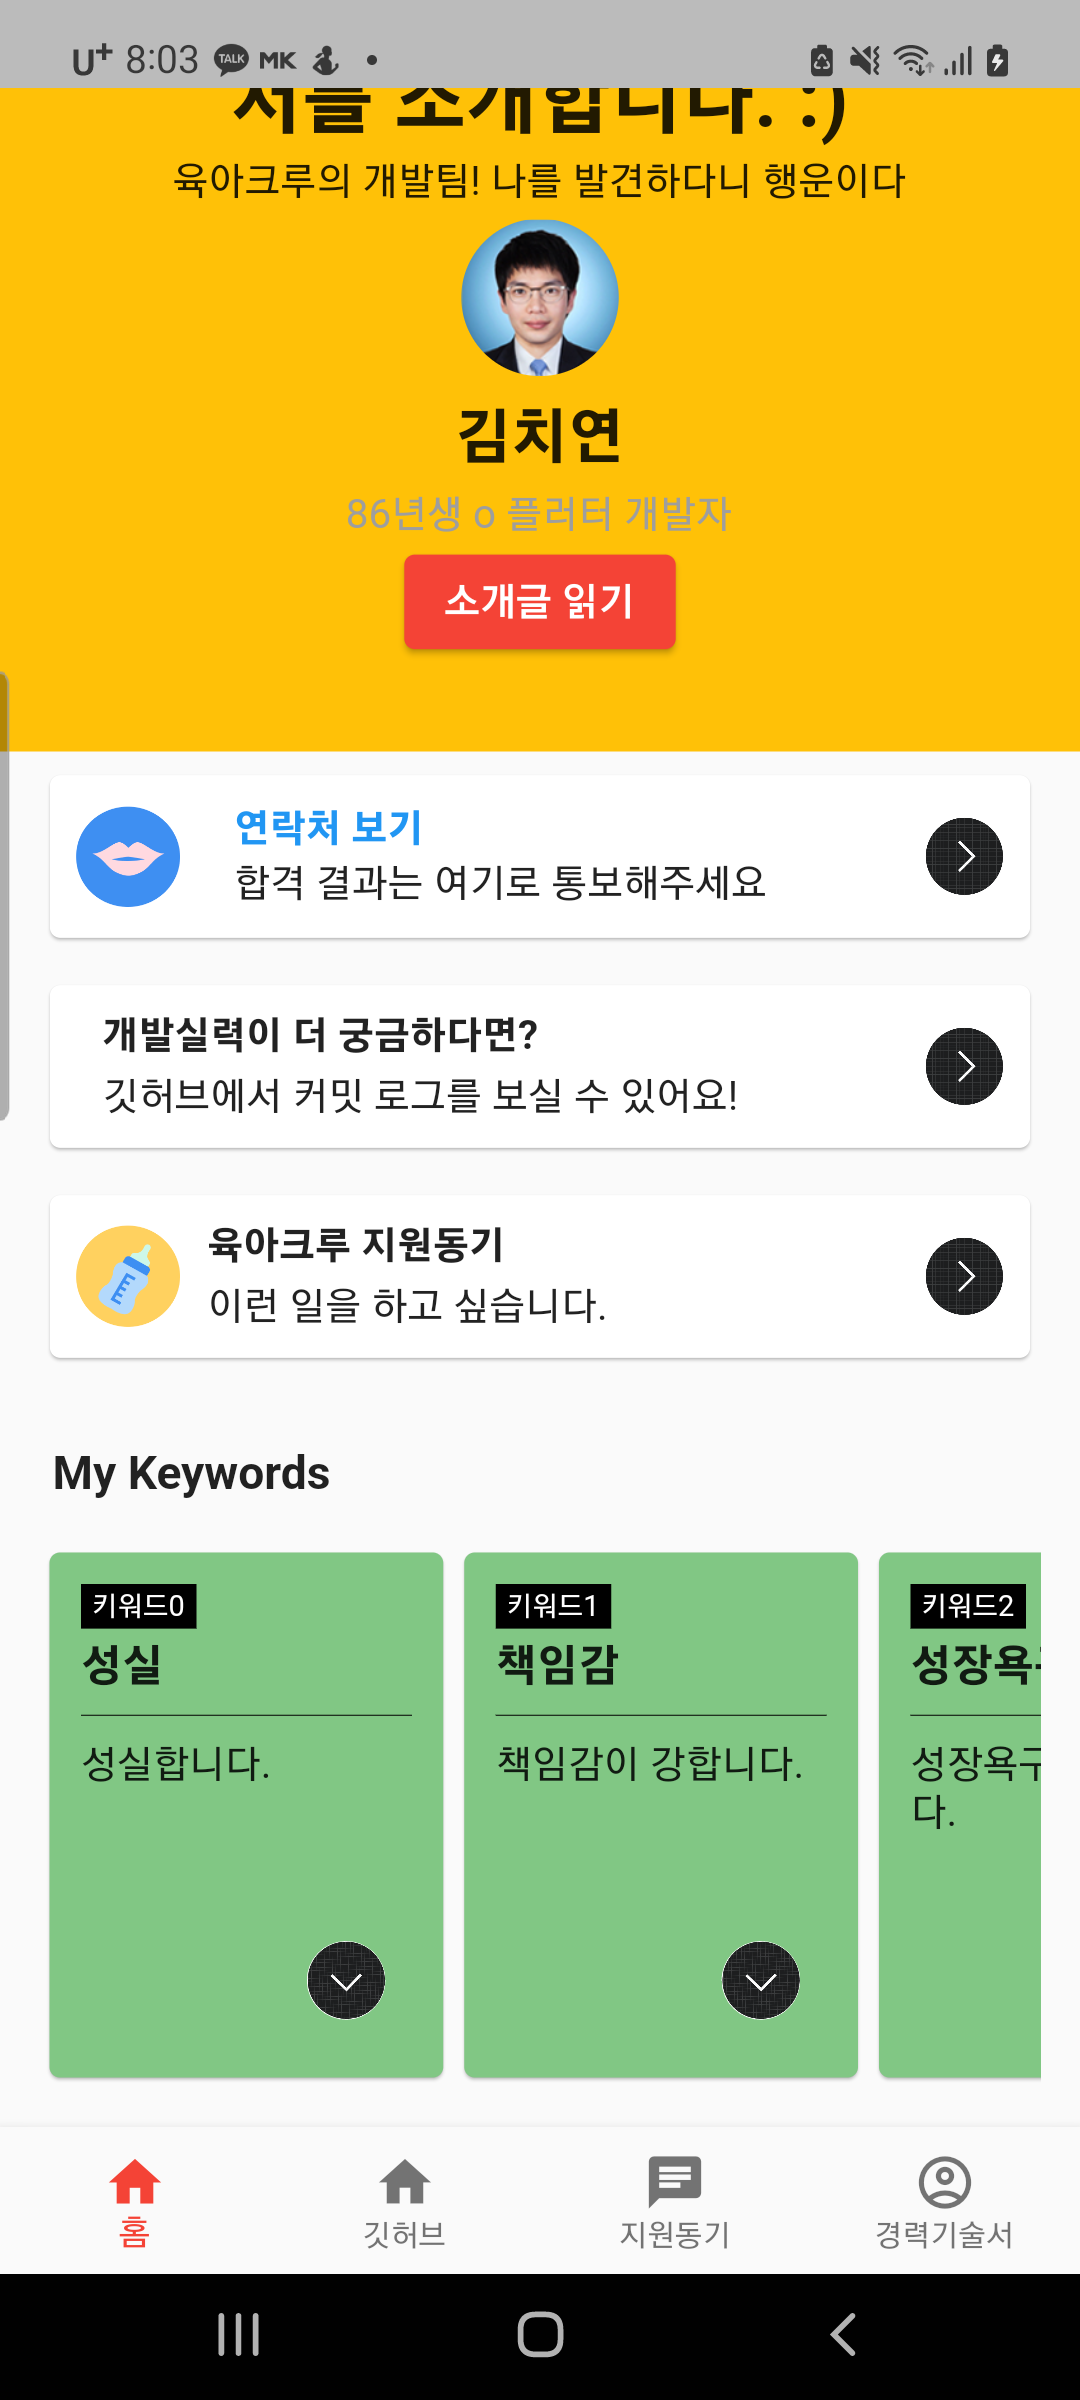 U+ 8:03 TALK MK
저를 소개합니다. :)
육아크루의 개발팀! 나를 발견하다니 행운이다
김치연
86년생 o 플러터 개발자
소개글 읽기
연락처 보기
합격 결과는 여기로 통보해주세요
개발실력이 더 궁금하다면?
깃허브에서 커밋 로그를 보실 수 있어요!
육아크루 지원동기
이런 일을 하고 싶습니다.
My Keywords
키워드0
성실
성실합니다.
키워드1
책임감
책임감이 강합니다.
키워드2
성장욕구
성장욕구
다.
홈
깃허브
지원동기
경력기술서